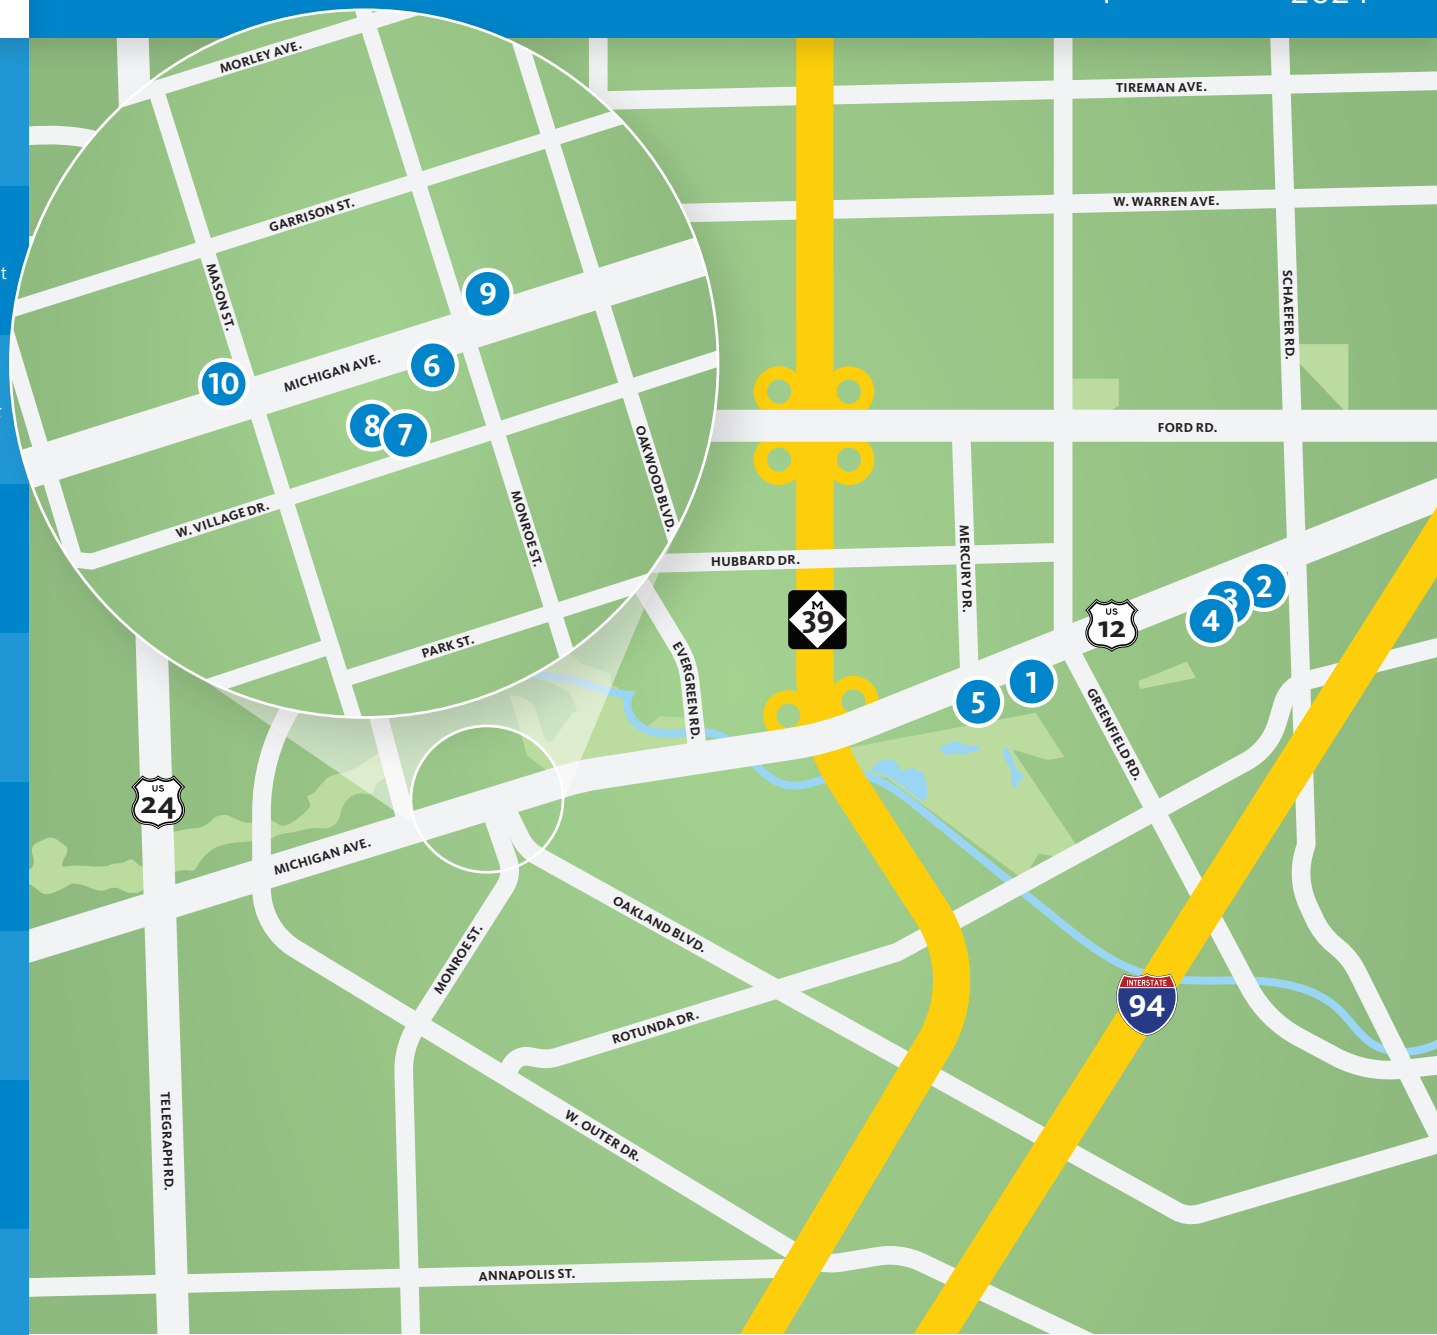 MORLEY AVE.
TIREMAN AVE.
GARRISON ST.
W. WARREN AVE.
MASON ST.
9
SCHAEFER RD.
MICHIGAN AVE.
6
10
8
7
FORD RD.
OAKWOOD BLVD.
W. VILLAGE DR.
MONROE ST.
MERCURY DR.
HUBBARD DR.
M
39
US
12
2
3
4
PARK ST.
EVERGREEN RD.
1
5
GREENFIELD RD.
US
24
MICHIGAN AVE.
OAKLAND BLVD.
MONROE ST.
INTERSTATE
94
ROTUNDA DR.
TELEGRAPH RD.
W. OUTER DR.
ANNAPOLIS ST.